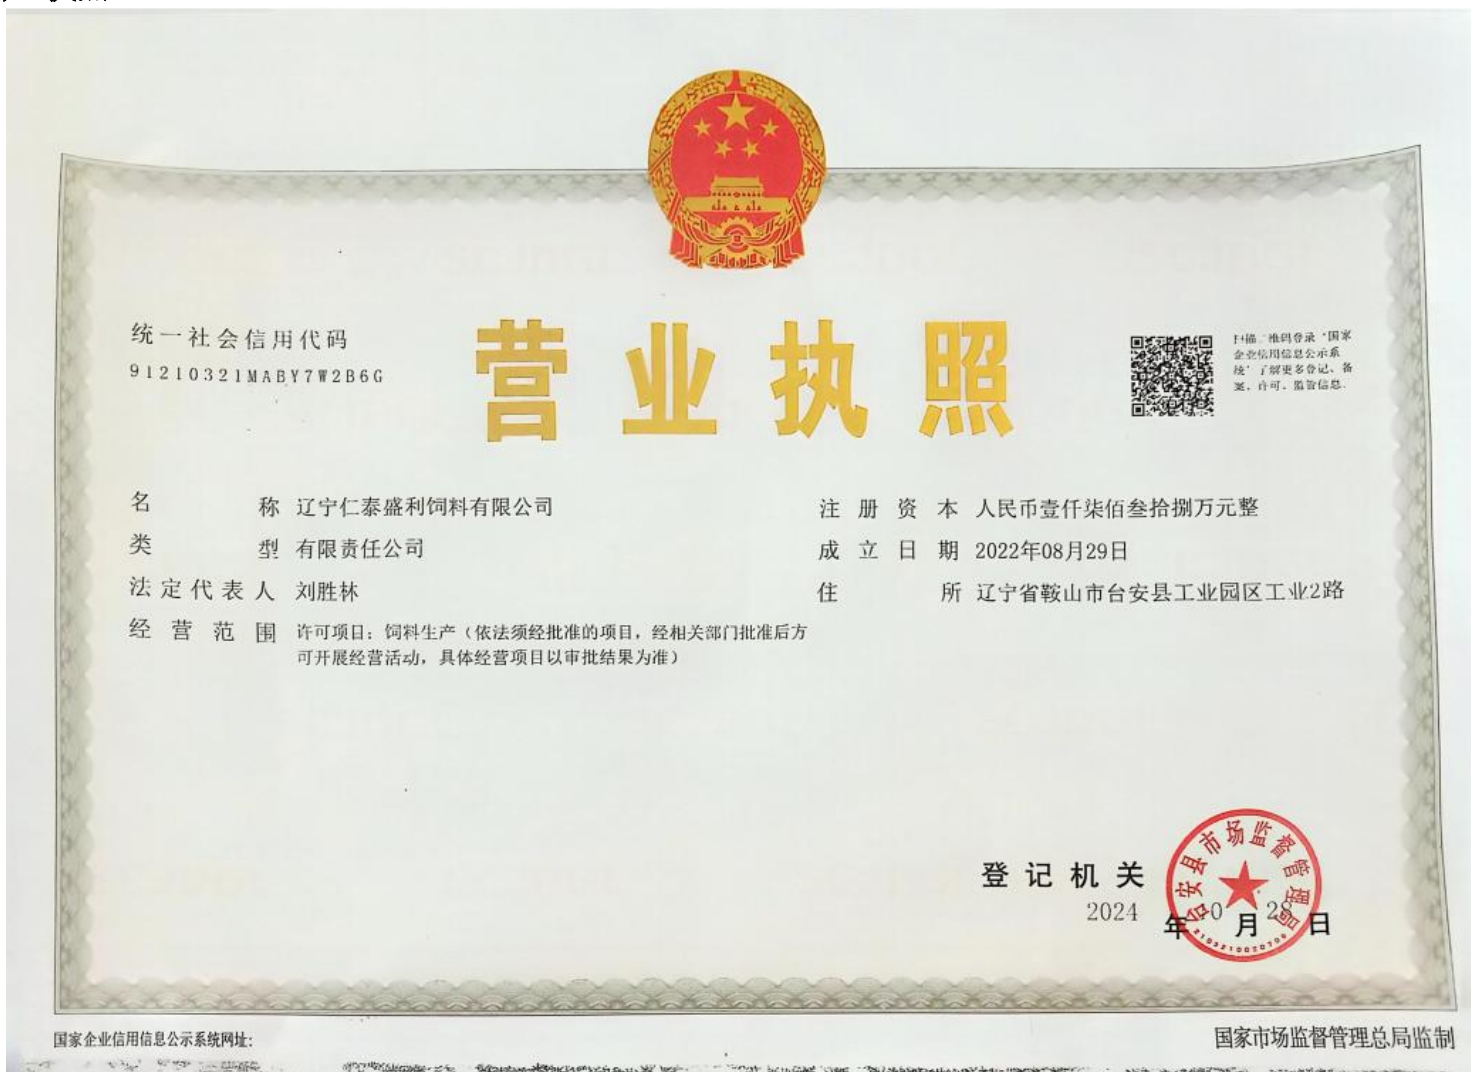 统一社会信用代码
91210321MABY7W2B6G
营业执照
扫描二维码登录“国家
企业信用信息公示系
统”了解更多登记、备
案、许可、监管信息。
名称 辽宁仁泰盛利饲料有限公司
类型 有限责任公司
法定代表人 刘胜林
经营范围 许可项目：饲料生产（依法须经批准的项目，经相关部门批准后方
可开展经营活动，具体经营项目以审批结果为准）
注册资本 人民币壹仟柒佰叁拾捌万元整
成立日期 2022年08月29日
住所 辽宁省鞍山市台安县工业园区工业2路
登记机关
台安县市场监督管理局
2024年10月28日
国家企业信用信息公示系统网址：
国家市场监督管理总局监制